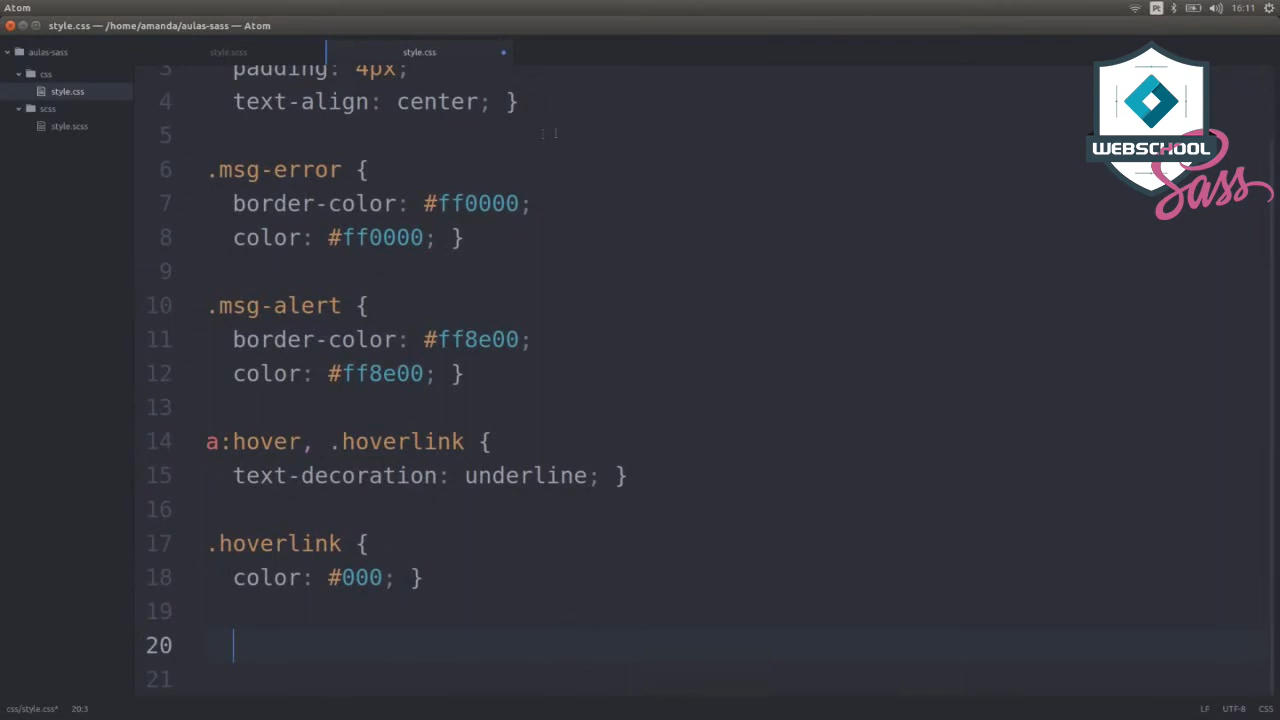 Atom
Pt
16:11
style.css — /home/amanda/aulas-sass — Atom
aulas-sass
style.scss
style.css
css
style.css
scss
style.scss
3 padding: 4px;
4 text-align: center; }
5
6 .msg-error {
7 border-color: #ff0000;
8 color: #ff0000; }
9
10 .msg-alert {
11 border-color: #ff8e00;
12 color: #ff8e00; }
13
14 a:hover, .hoverlink {
15 text-decoration: underline; }
16
17 .hoverlink {
18 color: #000; }
19
20
21
WEBSCHOOL
Sass
css/style.css* 20:3
LF UTF-8 CSS